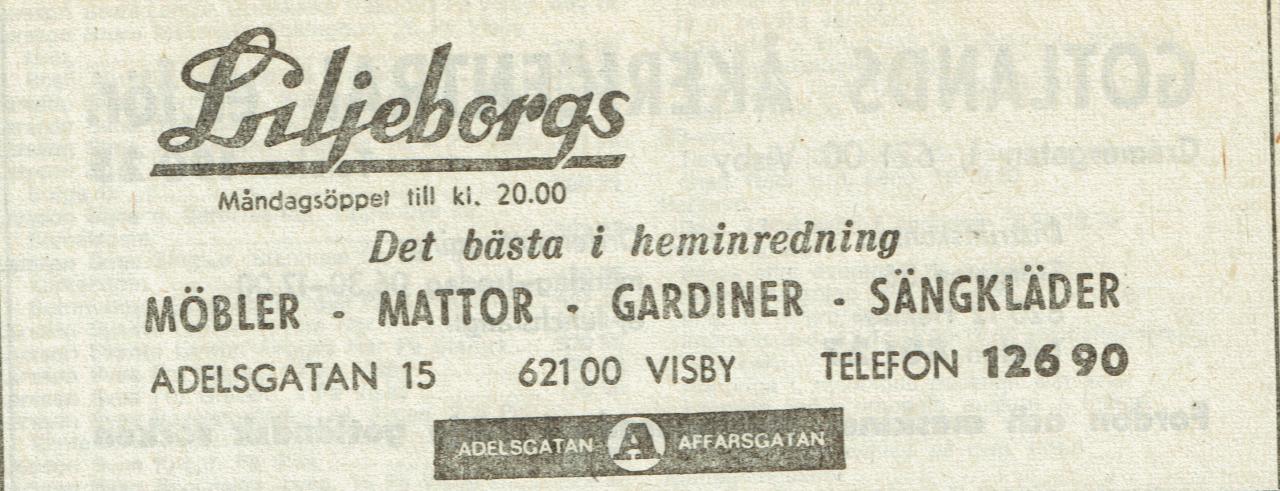 Liljeborgs
Måndagsöppet till kl. 20.00
Det bästa i heminredning
MÖBLER - MATTOR - GARDINER - SÄNGKLÄDER
ADELSGATAN 15 621 00 VISBY TELEFON 126 90
ADELSGATAN A AFFÄRSGATAN